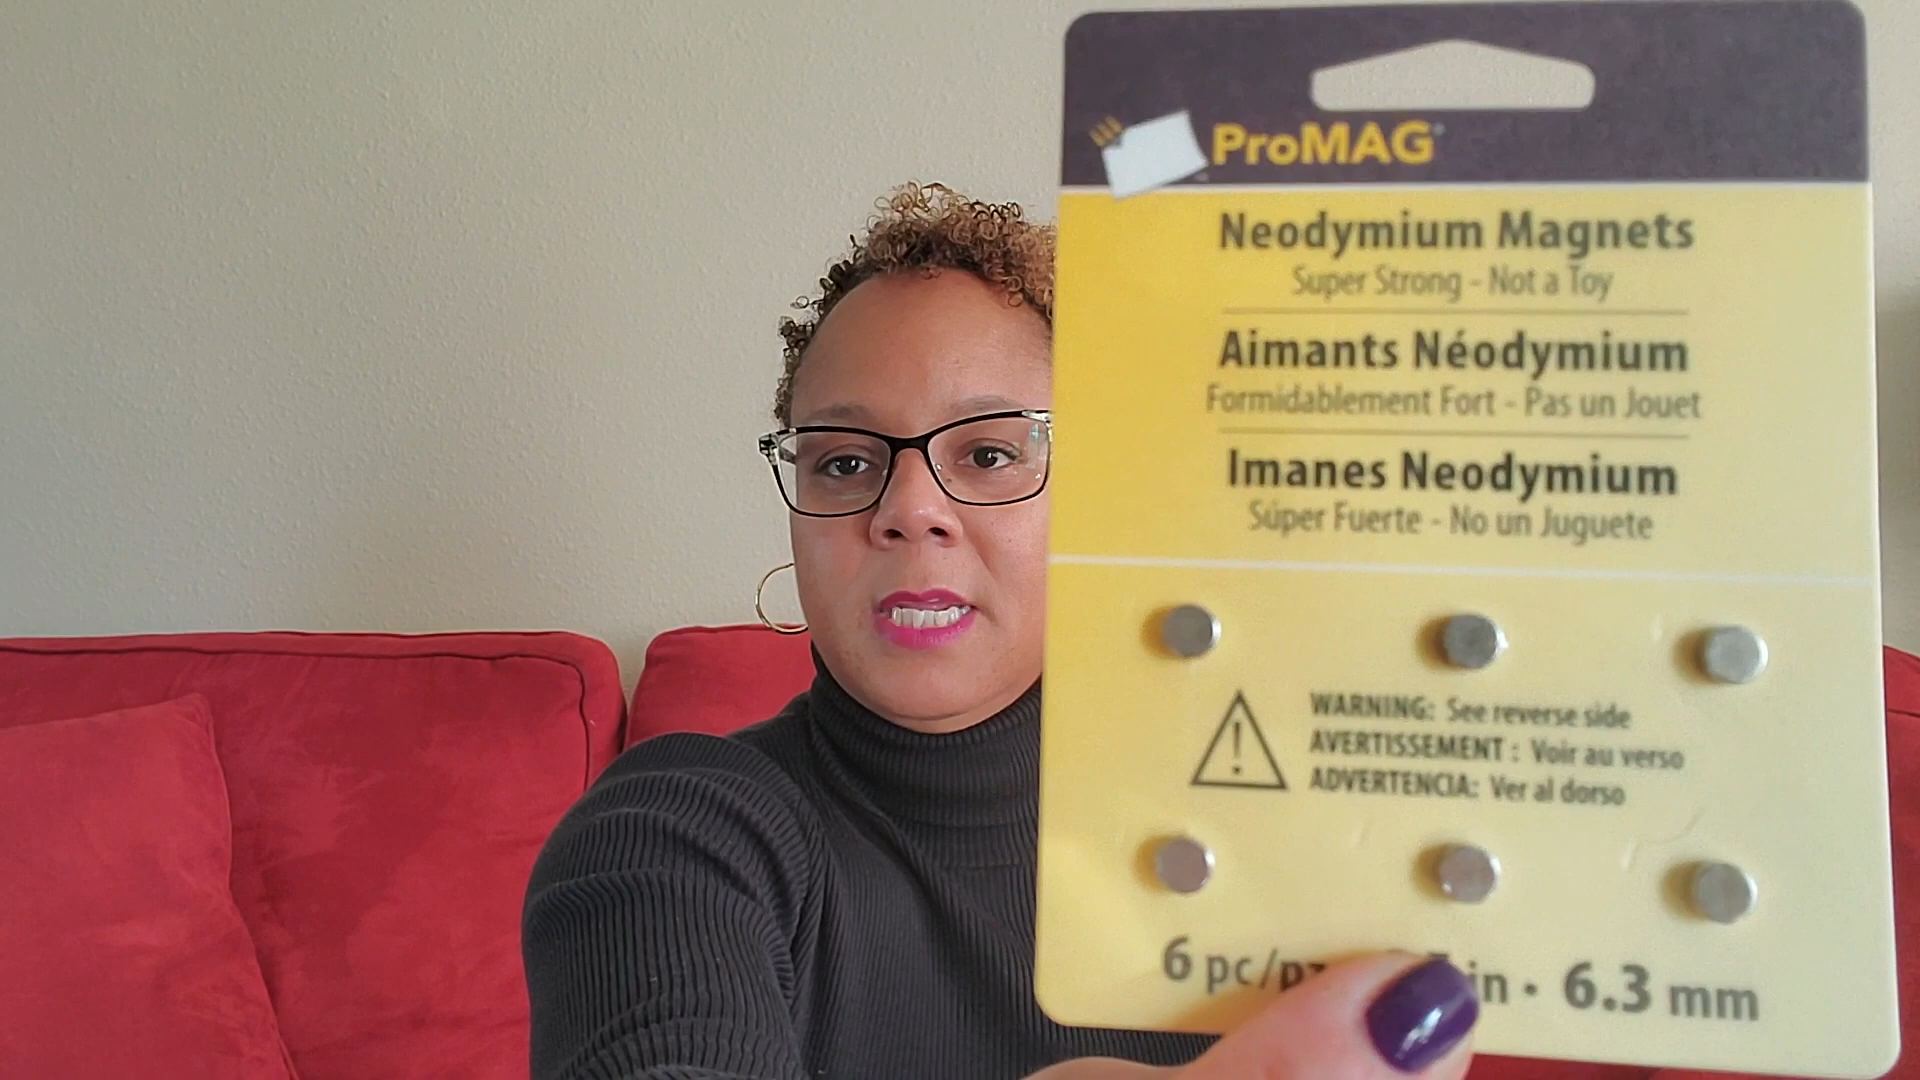 ProMAG
Neodymium Magnets
Super Strong - Not a Toy
Aimants Néodymium
Formidablement Fort - Pas un Jouet
Imanes Neodymium
Súper Fuerte - No un Juguete
WARNING: See reverse side
AVERTISSEMENT : Voir au verso
ADVERTENCIA: Ver al dorso
6 pc/pz in • 6.3 mm